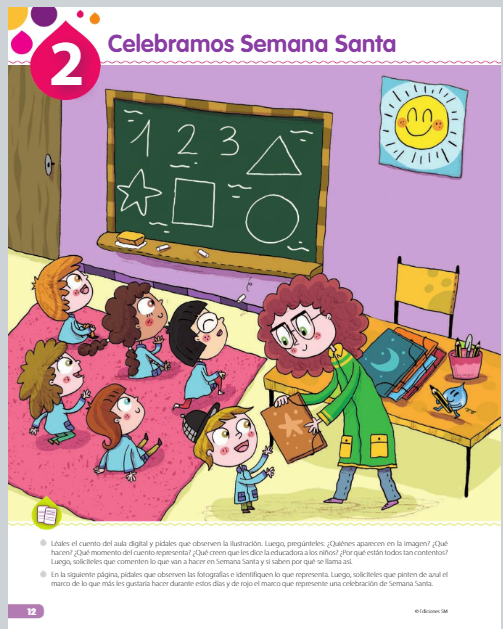 2
Celebramos Semana Santa
1 2 3
Léales el cuento del aula digital y pídales que observen la ilustración. Luego, pregúnteles: ¿Quiénes aparecen en la imagen? ¿Qué
hacen? ¿Qué momento del cuento representa? ¿Qué creen que les dice la educadora a los niños? ¿Por qué están todos tan contentos?
Luego, solicíteles que comenten lo que van a hacer en Semana Santa y si saben por qué se llama así.
En la siguiente página, pídales que observen las fotografías e identifiquen lo que representa. Luego, solicíteles que pinten de azul el
marco de lo que más les gustaría hacer durante estos días y de rojo el marco que represente una celebración de Semana Santa.
12
© Ediciones SM